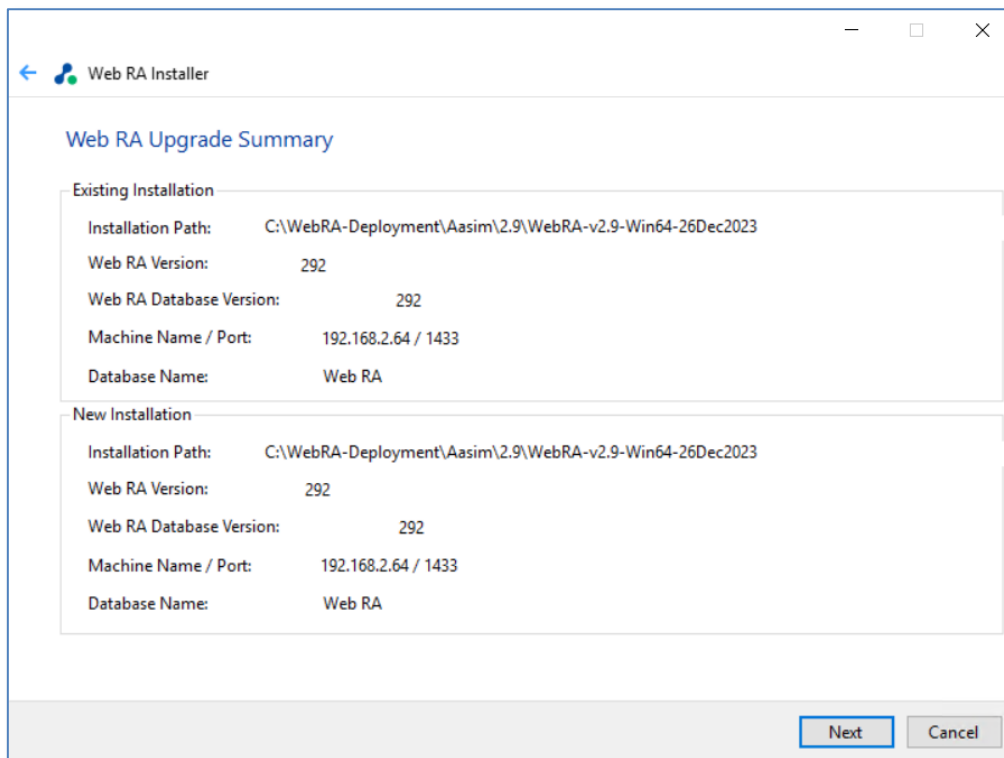 Web RA Installer
Web RA Upgrade Summary
Existing Installation
Installation Path: C:\WebRA-Deployment\Aasim\2.9\WebRA-v2.9-Win64-26Dec2023
Web RA Version: 292
Web RA Database Version: 292
Machine Name / Port: 192.168.2.64 / 1433
Database Name: Web RA
New Installation
Installation Path: C:\WebRA-Deployment\Aasim\2.9\WebRA-v2.9-Win64-26Dec2023
Web RA Version: 292
Web RA Database Version: 292
Machine Name / Port: 192.168.2.64 / 1433
Database Name: Web RA
Next Cancel